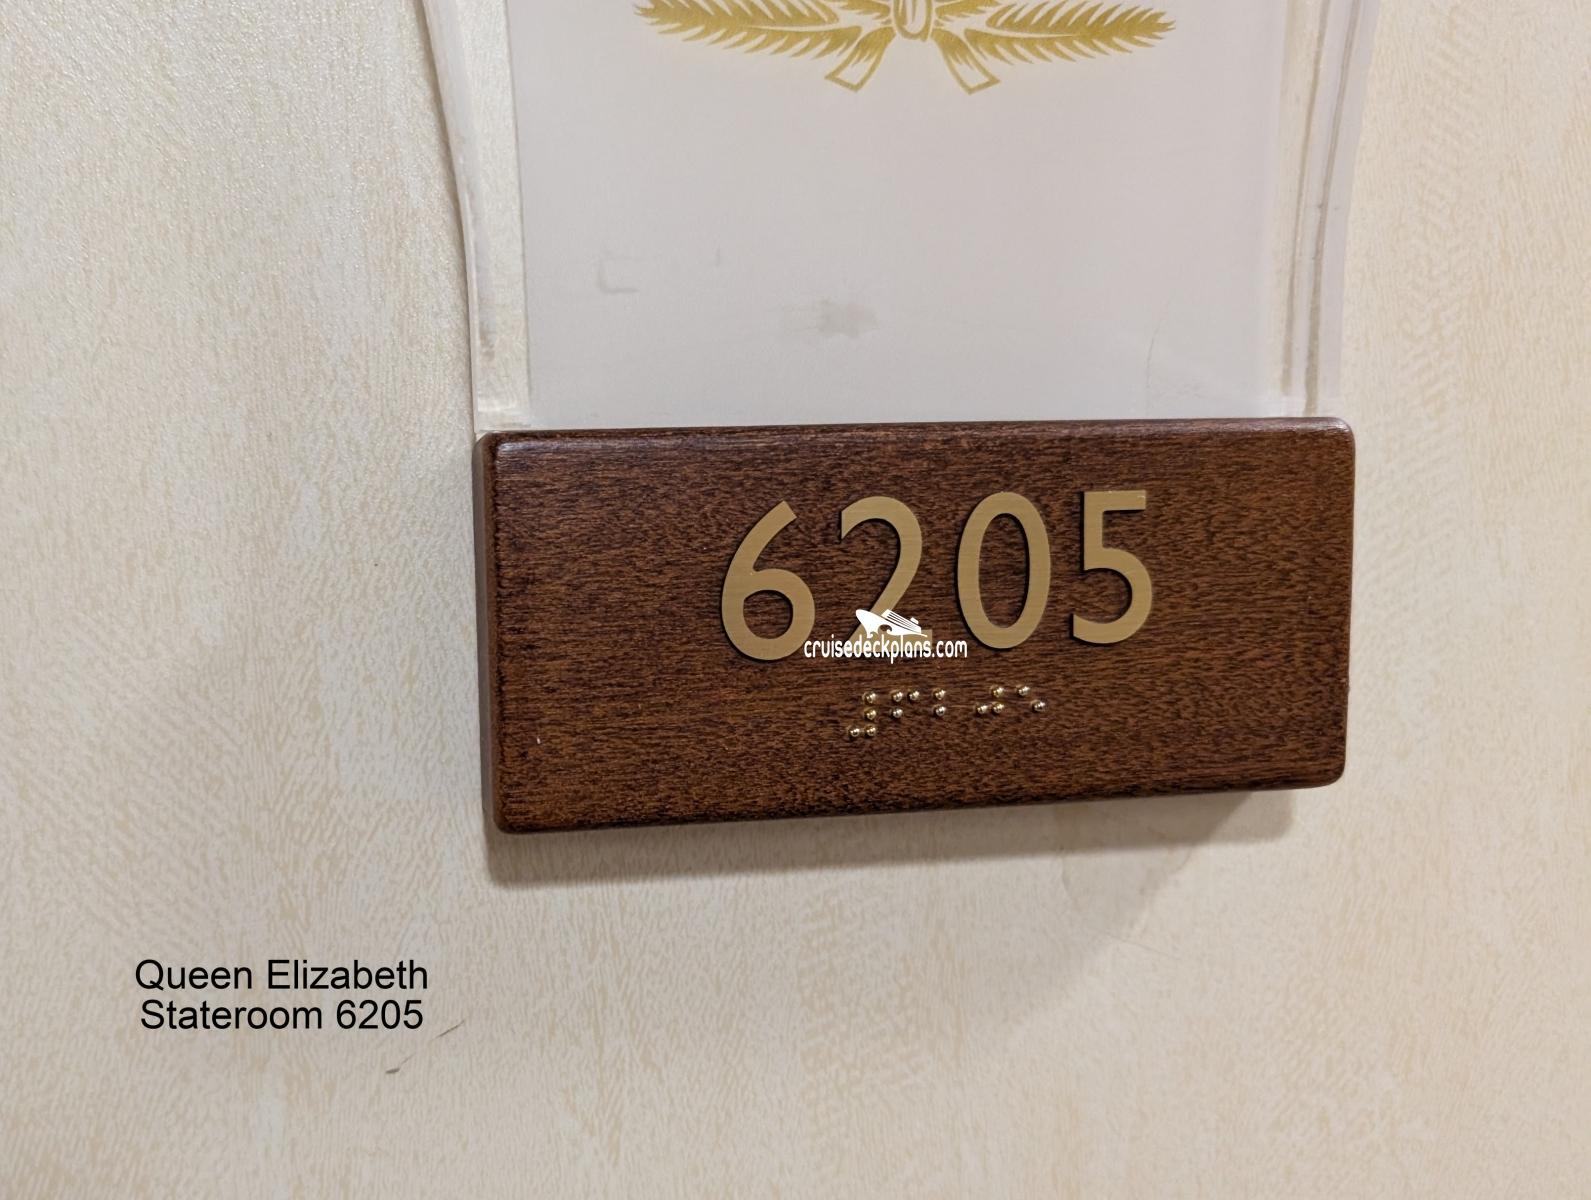 6205
cruisedeckplans.com
⠼⠋⠃⠚⠑
Queen Elizabeth
Stateroom 6205